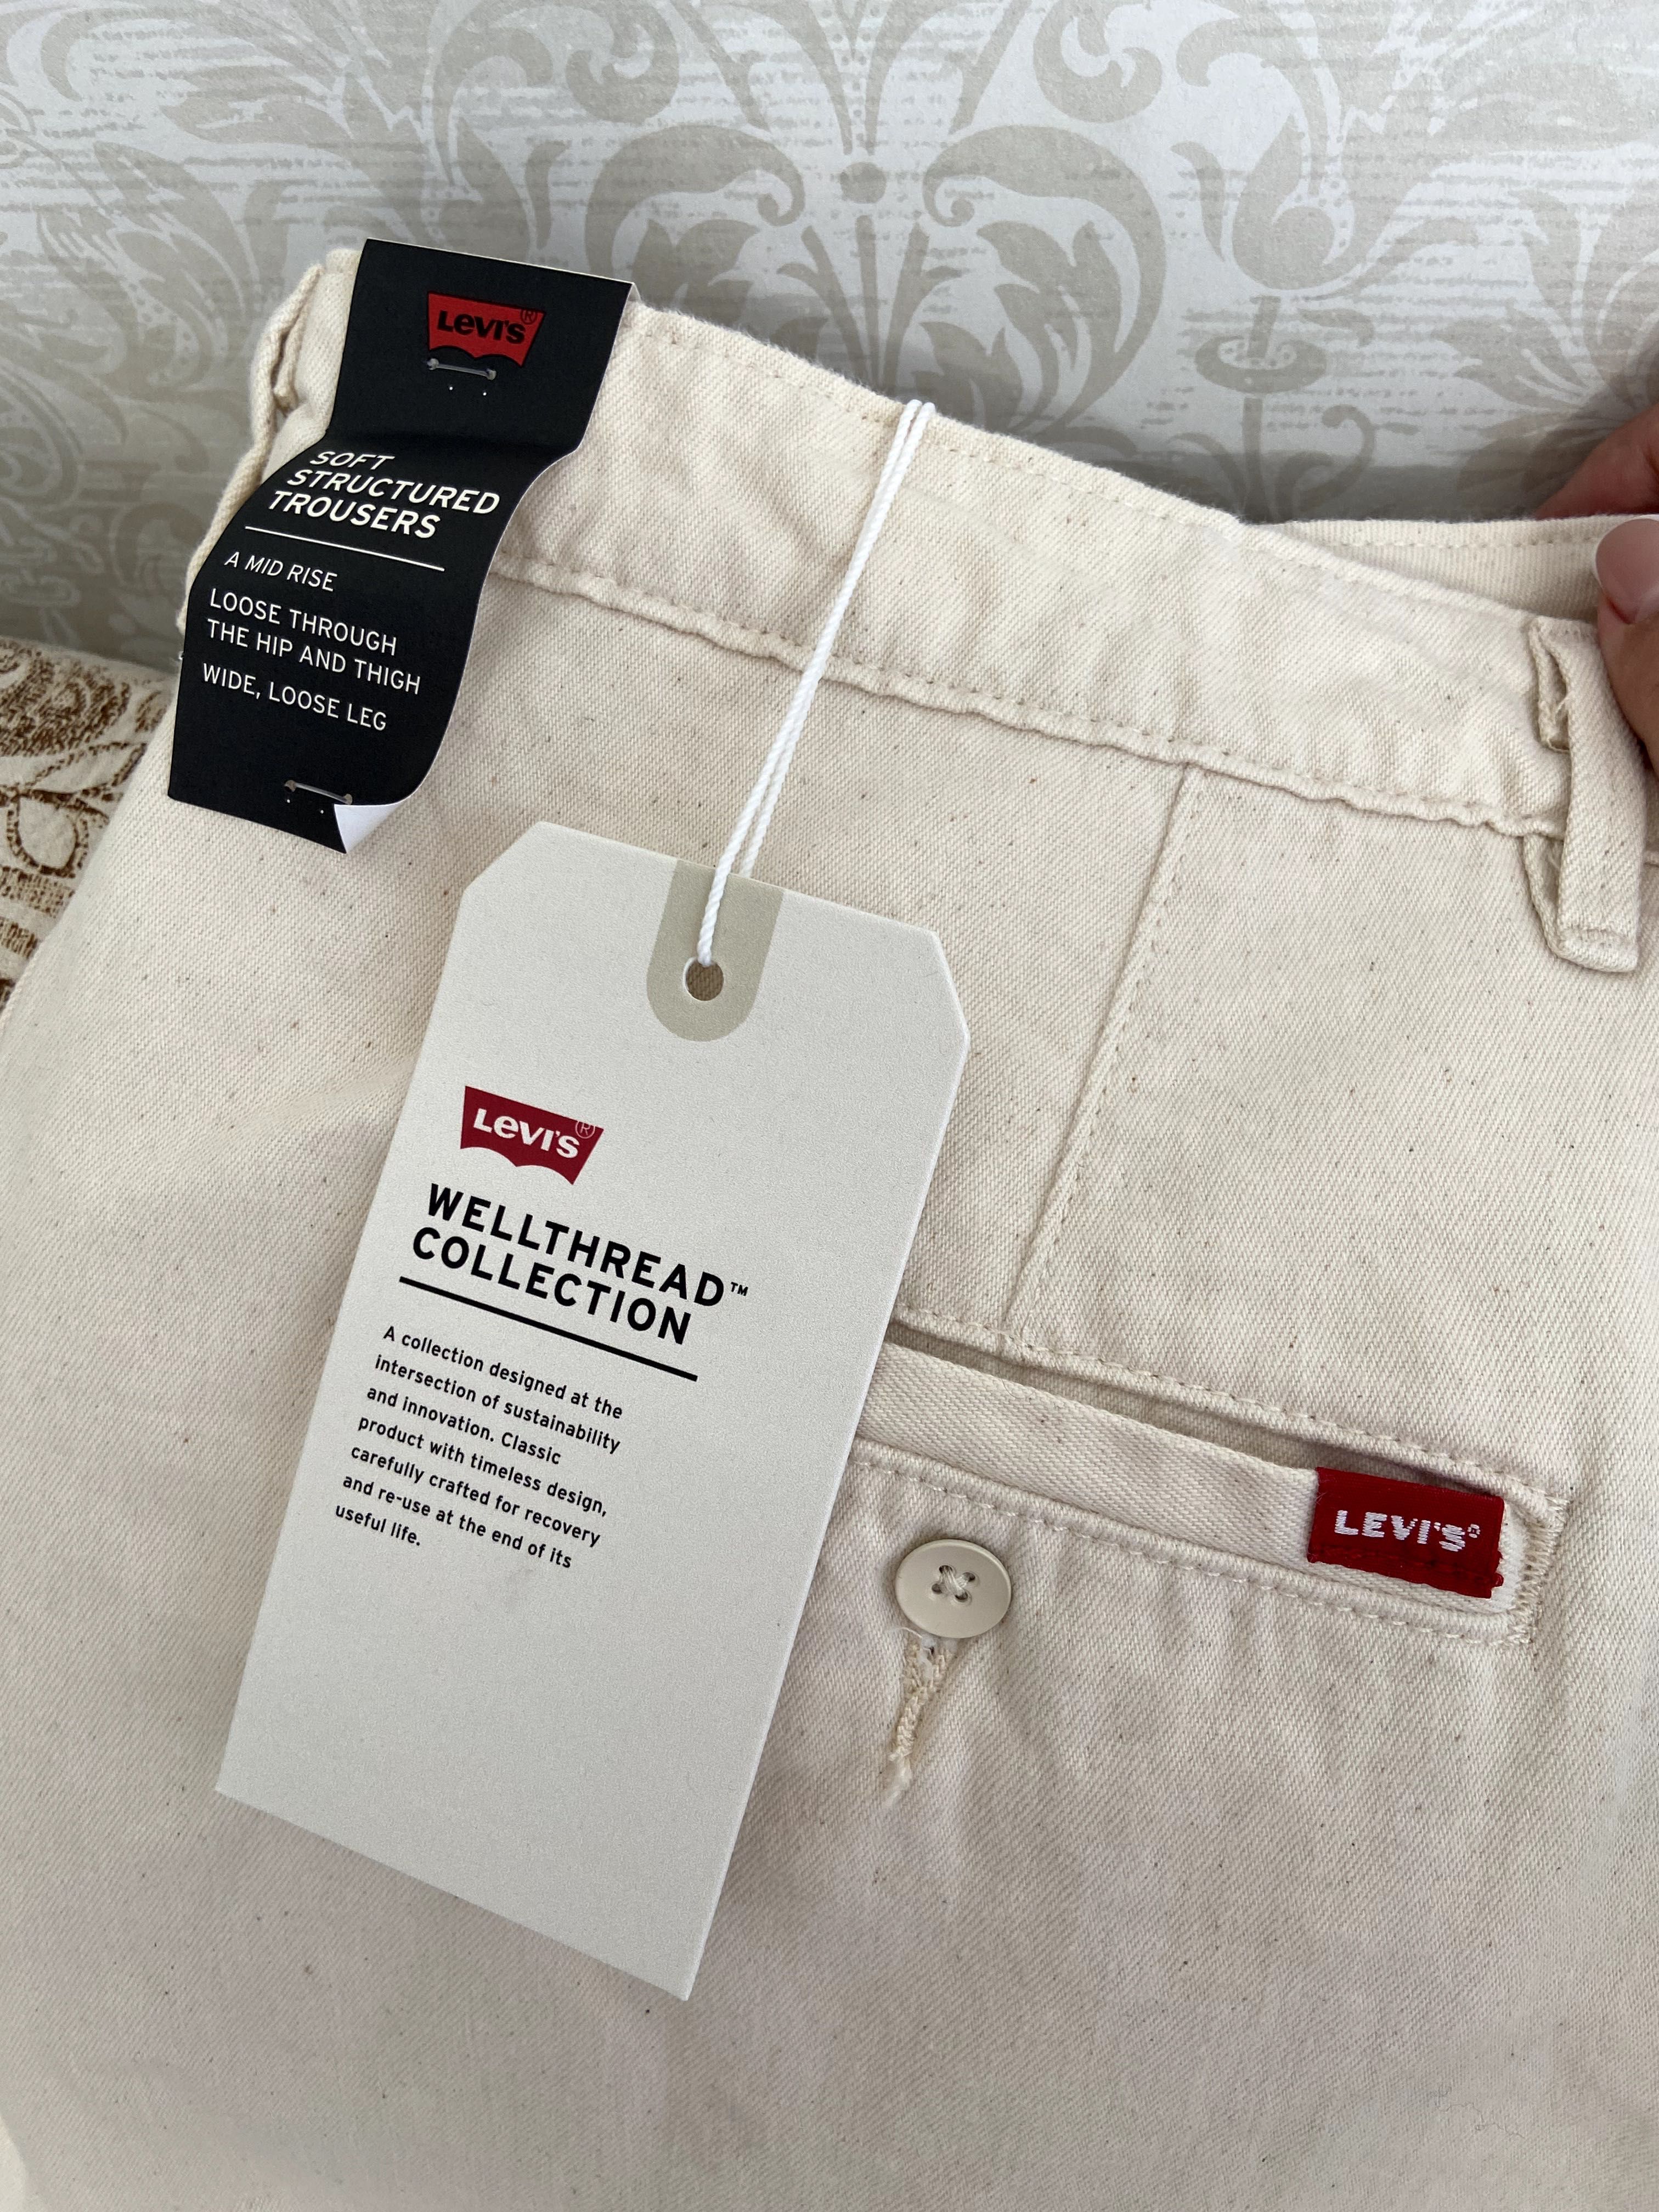 Levi's®
SOFT
STRUCTURED
TROUSERS
A MID RISE
LOOSE THROUGH
THE HIP AND THIGH
WIDE, LOOSE LEG
Levi's®
WELLTHREAD™
COLLECTION
A collection designed at the
intersection of sustainability
and innovation. Classic
product with timeless design,
carefully crafted for recovery
and re-use at the end of its
useful life.
LEVI'S®